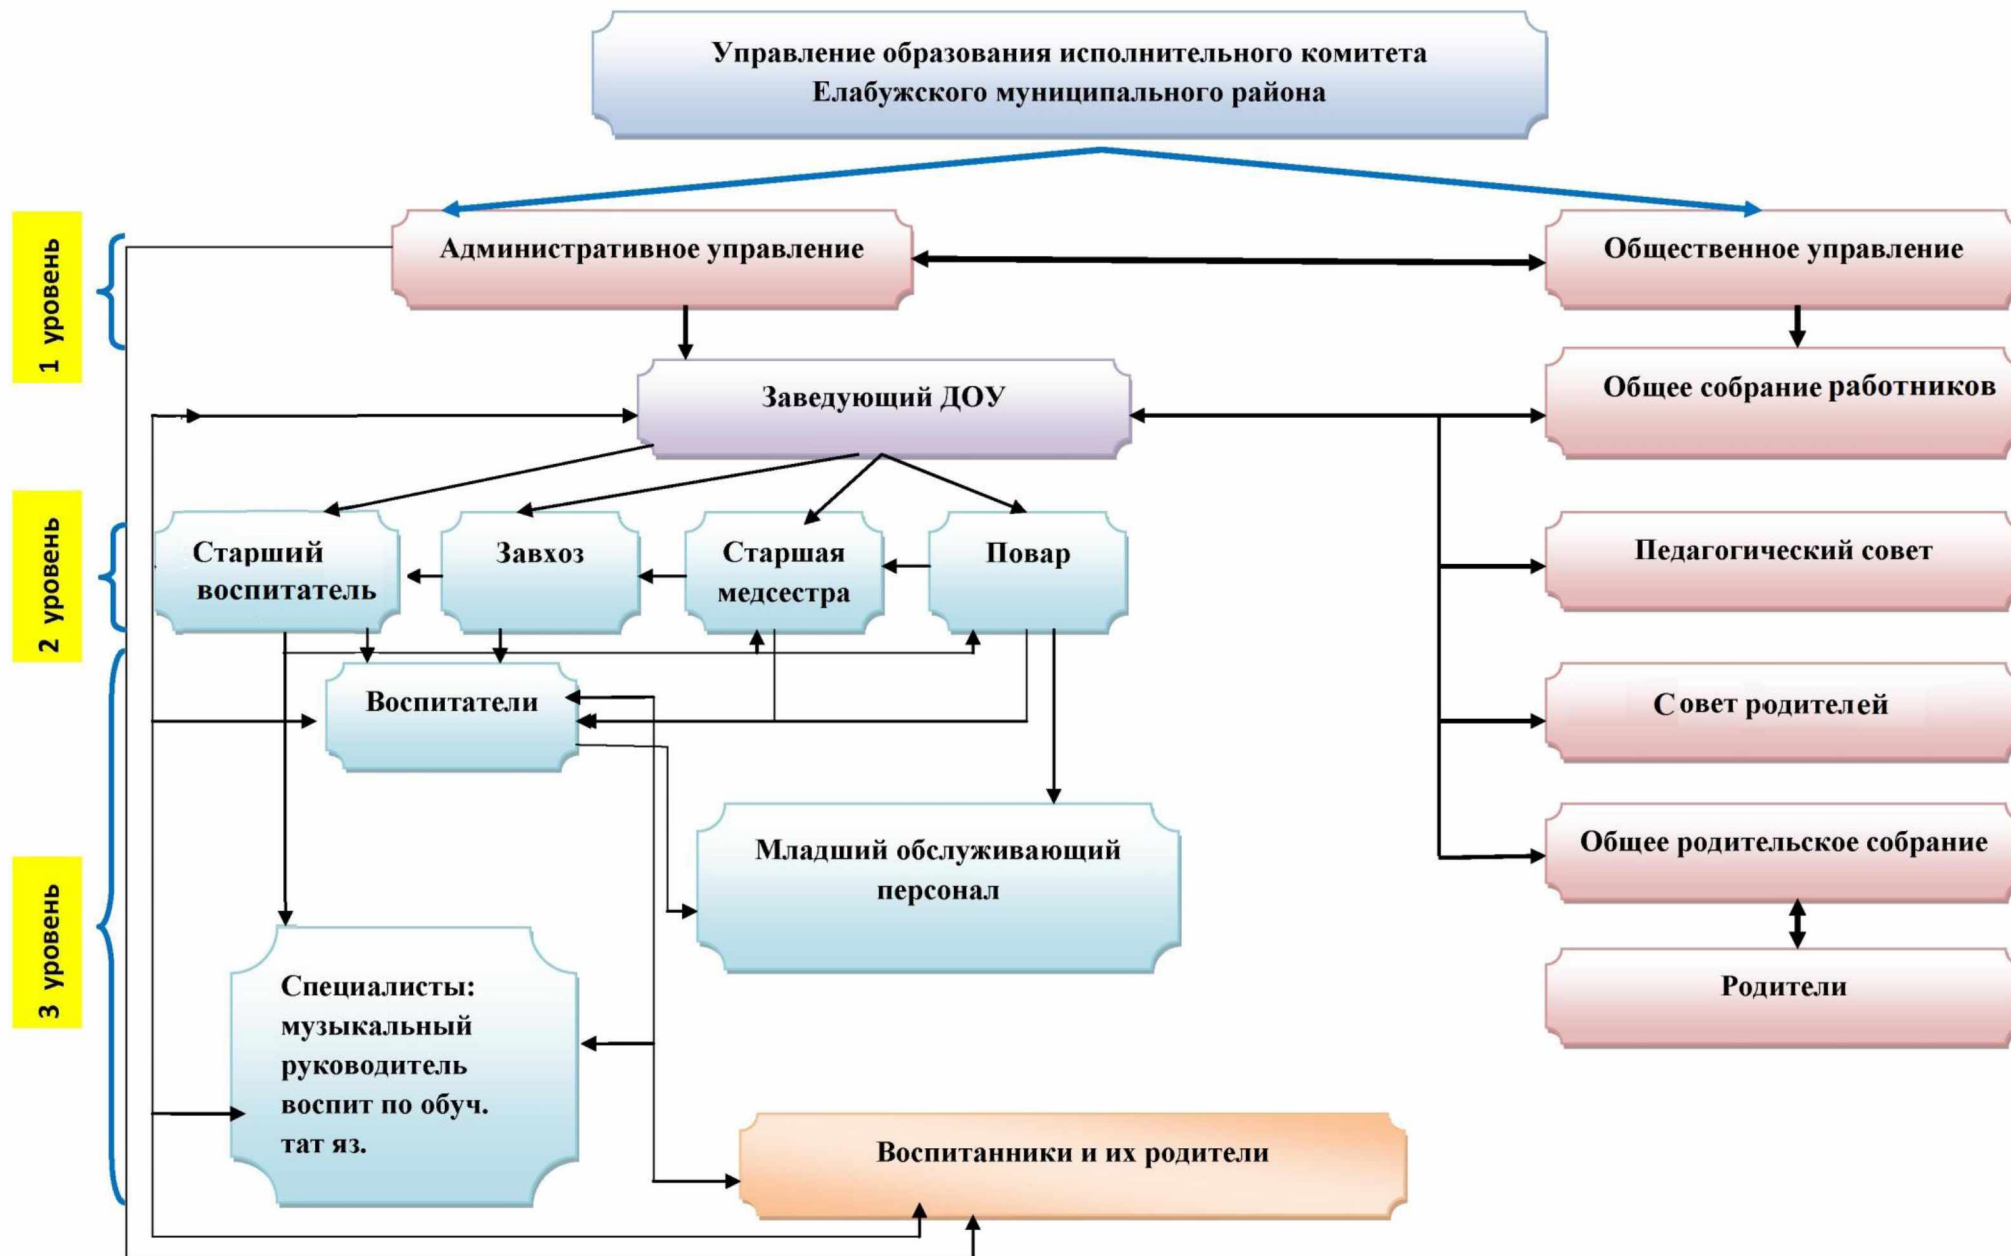 Управление образования исполнительного комитета
Елабужского муниципального района
1 уровень
Административное управление
Общественное управление
Заведующий ДОУ
Общее собрание работников
2 уровень
Старший
воспитатель
Завхоз
Старшая
медсестра
Повар
Педагогический совет
Воспитатели
Совет родителей
3 уровень
Младший обслуживающий
персонал
Общее родительское собрание
Специалисты:
музыкальный
руководитель
воспит по обуч.
тат яз.
Родители
Воспитанники и их родители